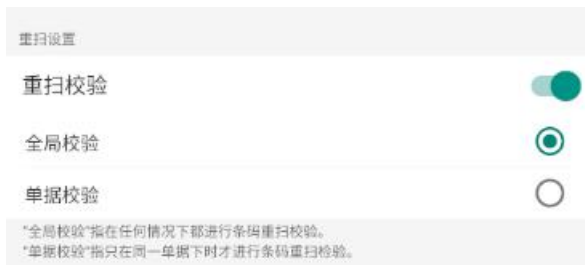 重扫设置
重扫校验
全局校验
单据校验
"全局校验"指在任何情况下都进行条码重扫校验。
"单据校验"指只在同一单据下时才进行条码重扫检验。